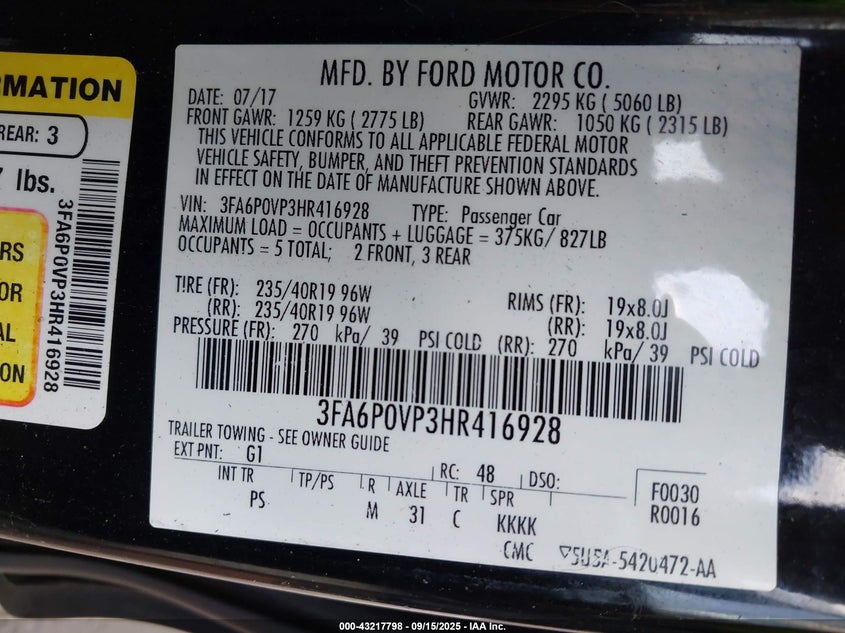 RMATION
REAR: 3
lbs.
RS
OR
AL
ON
3FA6P0VP3HR416928
MFD. BY FORD MOTOR CO.
DATE: 07/17 GVWR: 2295 KG ( 5060 LB)
FRONT GAWR: 1259 KG ( 2775 LB) REAR GAWR: 1050 KG ( 2315 LB)
THIS VEHICLE CONFORMS TO ALL APPLICABLE FEDERAL MOTOR
VEHICLE SAFETY, BUMPER, AND THEFT PREVENTION STANDARDS
IN EFFECT ON THE DATE OF MANUFACTURE SHOWN ABOVE.
VIN: 3FA6P0VP3HR416928 TYPE: Passenger Car
MAXIMUM LOAD = OCCUPANTS + LUGGAGE = 375KG/ 827LB
OCCUPANTS = 5 TOTAL; 2 FRONT, 3 REAR
TIRE (FR): 235/40R19 96W RIMS (FR): 19x8.0J
(RR): 235/40R19 96W (RR): 19x8.0J
PRESSURE (FR): 270 kPa/ 39 PSI COLD (RR): 270 kPa/ 39 PSI COLD
3FA6P0VP3HR416928
TRAILER TOWING - SEE OWNER GUIDE
EXT PNT: G1 RC: 48 DSO:
INT TR TP/PS R AXLE TR SPR F0030
PS M 31 C KKKK R0016
CMC 5U5A-5420472-AA
000-43217798 - 09/15/2025 - IAA Inc.